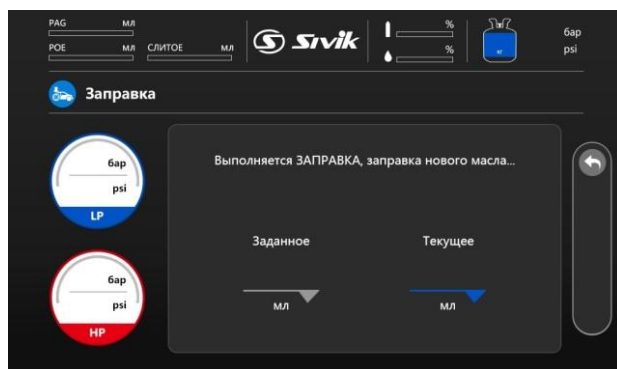 PAG мл
POE мл СЛИТОЕ мл
Sivik
%
%
кг
бар
psi
Заправка
бар
psi
LP
Выполняется ЗАПРАВКА, заправка нового масла...
Заданное Текущее
мл мл
бар
psi
HP